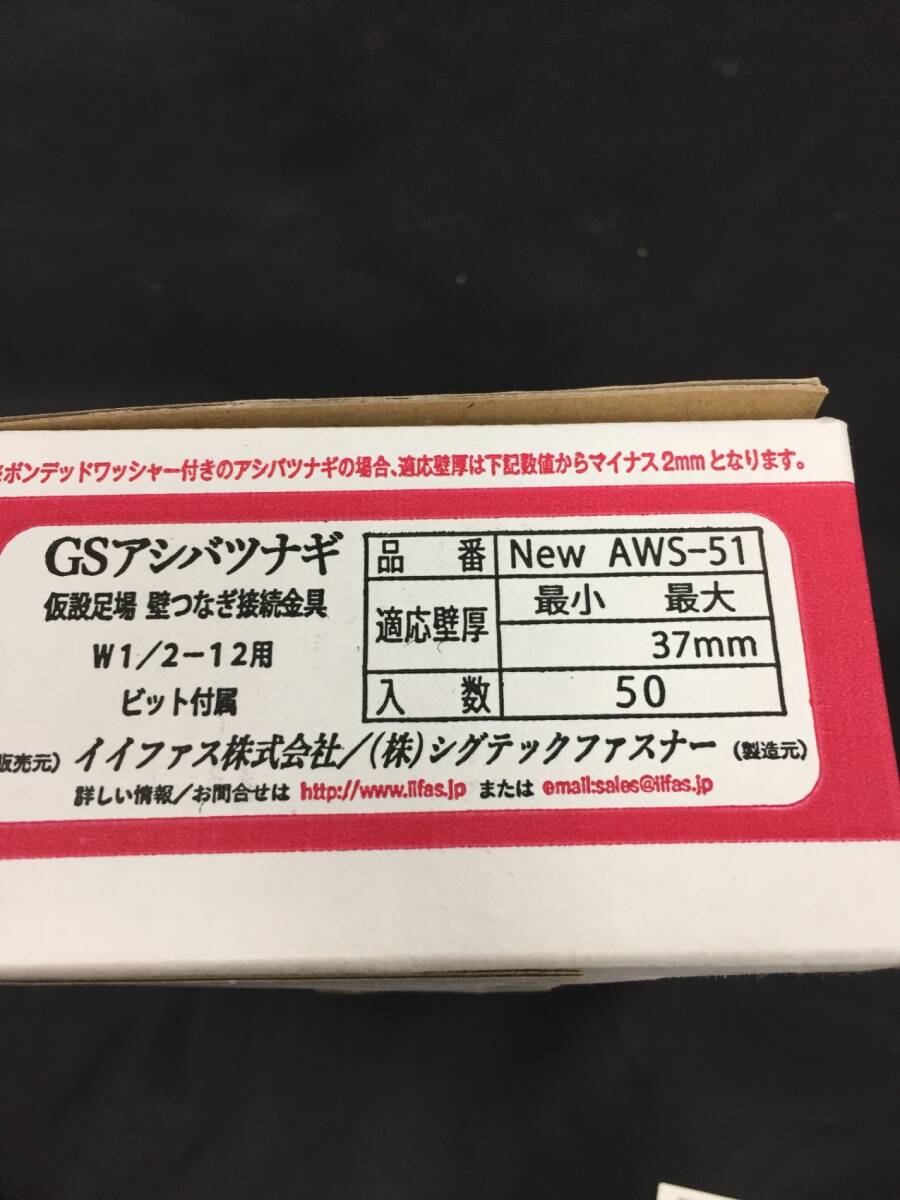 ※ボンデッドワッシャー付きのアシバツナギの場合、適応壁厚は下記数値からマイナス2mmとなります。
GSアシバツナギ
仮設足場 壁つなぎ接続金具
W1/2-12用
ビット付属
品番 New AWS-51
適応壁厚 最小 最大
37mm
入数 50
販売元) イイファス株式会社/(株)シグテックファスナー (製造元)
詳しい情報/お問合せは http://www.iifas.jp または email:sales@iifas.jp